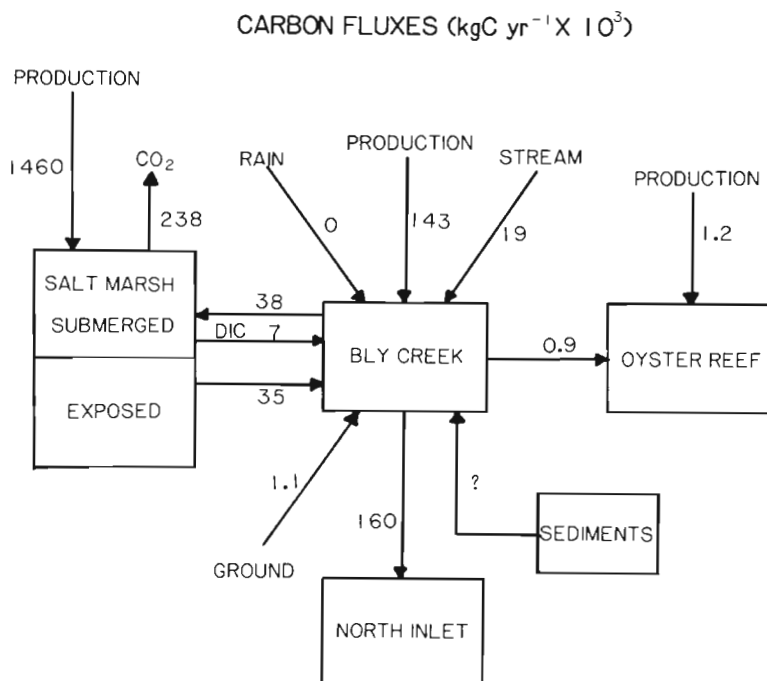 CARBON FLUXES (kgC yr⁻¹ X 10³)
PRODUCTION
1460
CO₂
238
RAIN
0
PRODUCTION
143
STREAM
19
PRODUCTION
1.2
SALT MARSH
SUBMERGED
EXPOSED
38
DIC 7
35
BLY CREEK
0.9
OYSTER REEF
1.1
GROUND
160
?
SEDIMENTS
NORTH INLET